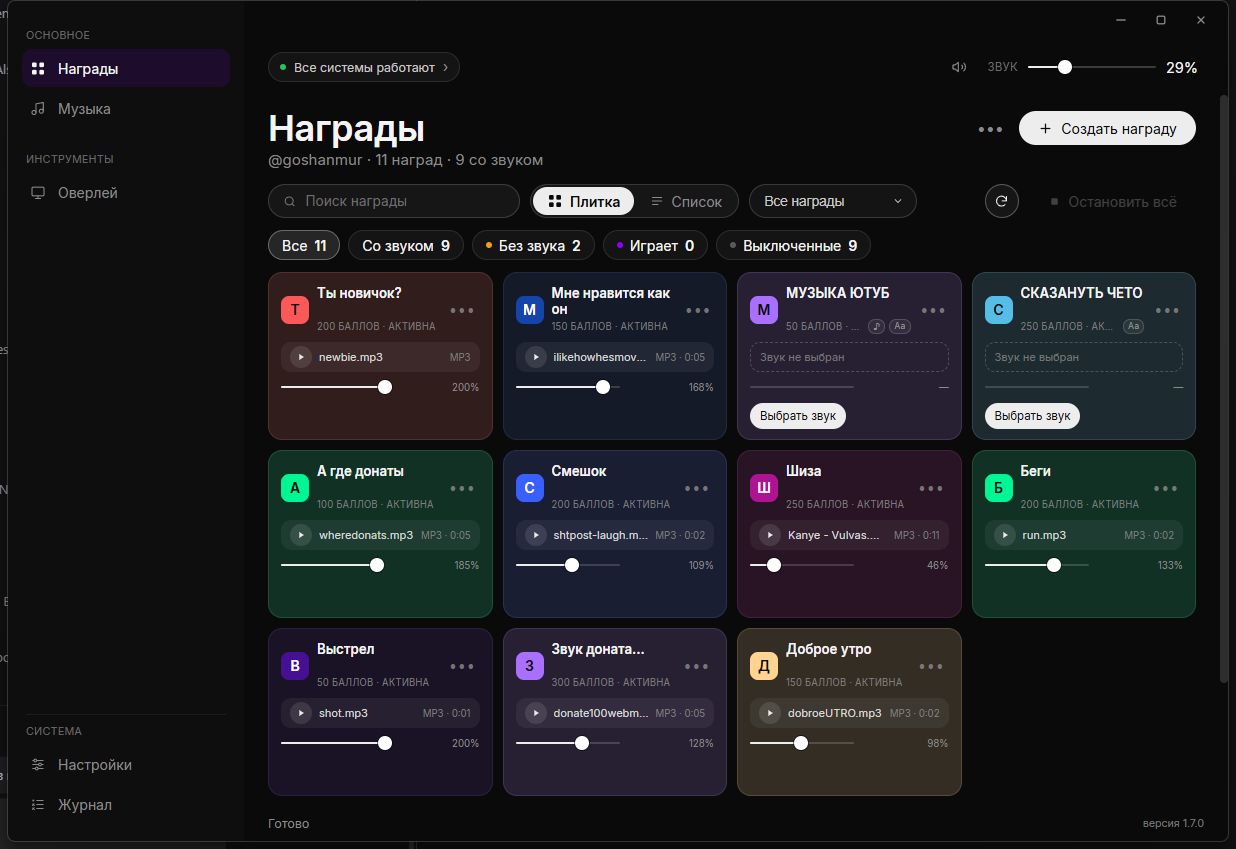 ОСНОВНОЕ
Награды
Музыка
ИНСТРУМЕНТЫ
Оверлей
СИСТЕМА
Настройки
Журнал
Все системы работают ›
ЗВУК 29%
Награды
••• + Создать награду
@goshanmur · 11 наград · 9 со звуком
Поиск награды Плитка Список Все награды Остановить всё
Все 11 Со звуком 9 Без звука 2 Играет 0 Выключенные 9
Т Ты новичок? •••
200 БАЛЛОВ · АКТИВНА
newbie.mp3 MP3
200%
М Мне нравится как
он •••
150 БАЛЛОВ · АКТИВНА
ilikehowhesmov... MP3 · 0:05
168%
М МУЗЫКА ЮТУБ •••
50 БАЛЛОВ · ... ♪ Aa
Звук не выбран
—
Выбрать звук
С СКАЗАНУТЬ ЧЕТО •••
250 БАЛЛОВ · АК... Aa
Звук не выбран
—
Выбрать звук
А А где донаты •••
100 БАЛЛОВ · АКТИВНА
wheredonats.mp3 MP3 · 0:05
185%
С Смешок •••
200 БАЛЛОВ · АКТИВНА
shtpost-laugh.m... MP3 · 0:02
109%
Ш Шиза •••
250 БАЛЛОВ · АКТИВНА
Kanye - Vulvas.... MP3 · 0:11
46%
Б Беги •••
200 БАЛЛОВ · АКТИВНА
run.mp3 MP3 · 0:02
133%
В Выстрел •••
50 БАЛЛОВ · АКТИВНА
shot.mp3 MP3 · 0:01
200%
З Звук доната... •••
300 БАЛЛОВ · АКТИВНА
donate100webm... MP3 · 0:05
128%
Д Доброе утро •••
150 БАЛЛОВ · АКТИВНА
dobroeUTRO.mp3 MP3 · 0:02
98%
Готово
версия 1.7.0